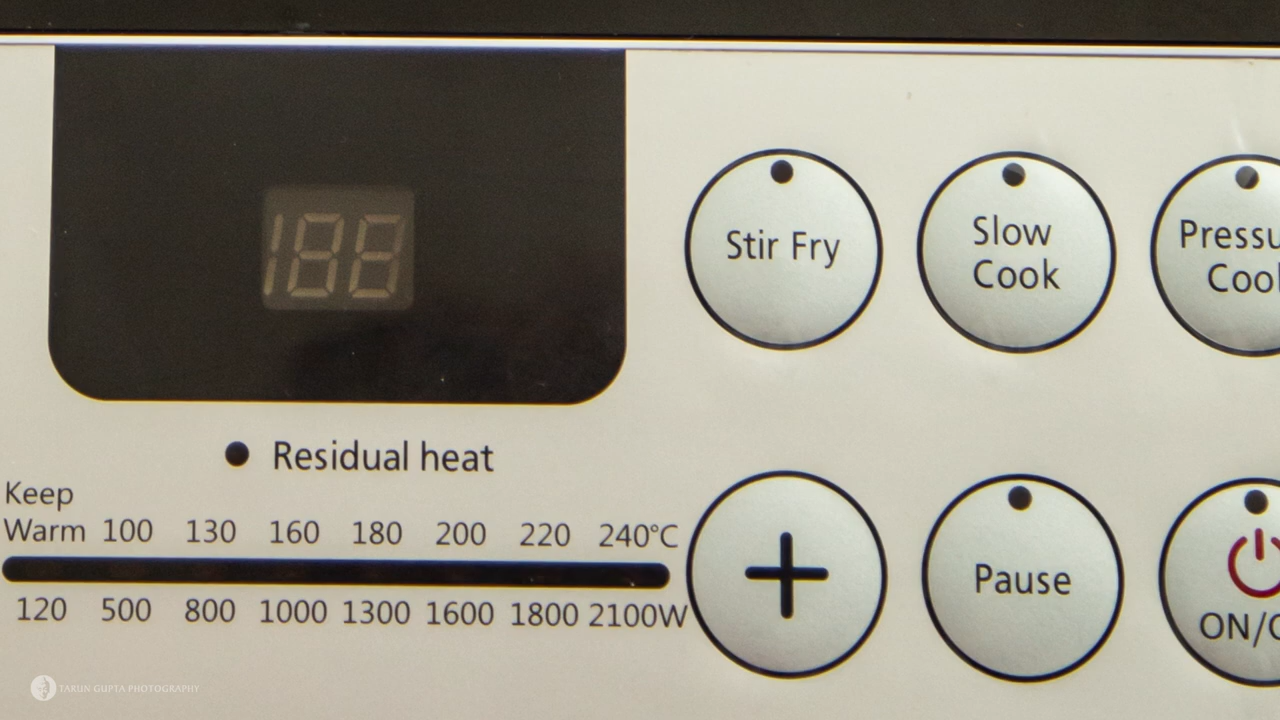 188
Stir Fry
Slow
Cook
Pressu
Coo
Residual heat
Keep
Warm 100 130 160 180 200 220 240°C
120 500 800 1000 1300 1600 1800 2100W
+
Pause
ON/O
TARUN GUPTA PHOTOGRAPHY